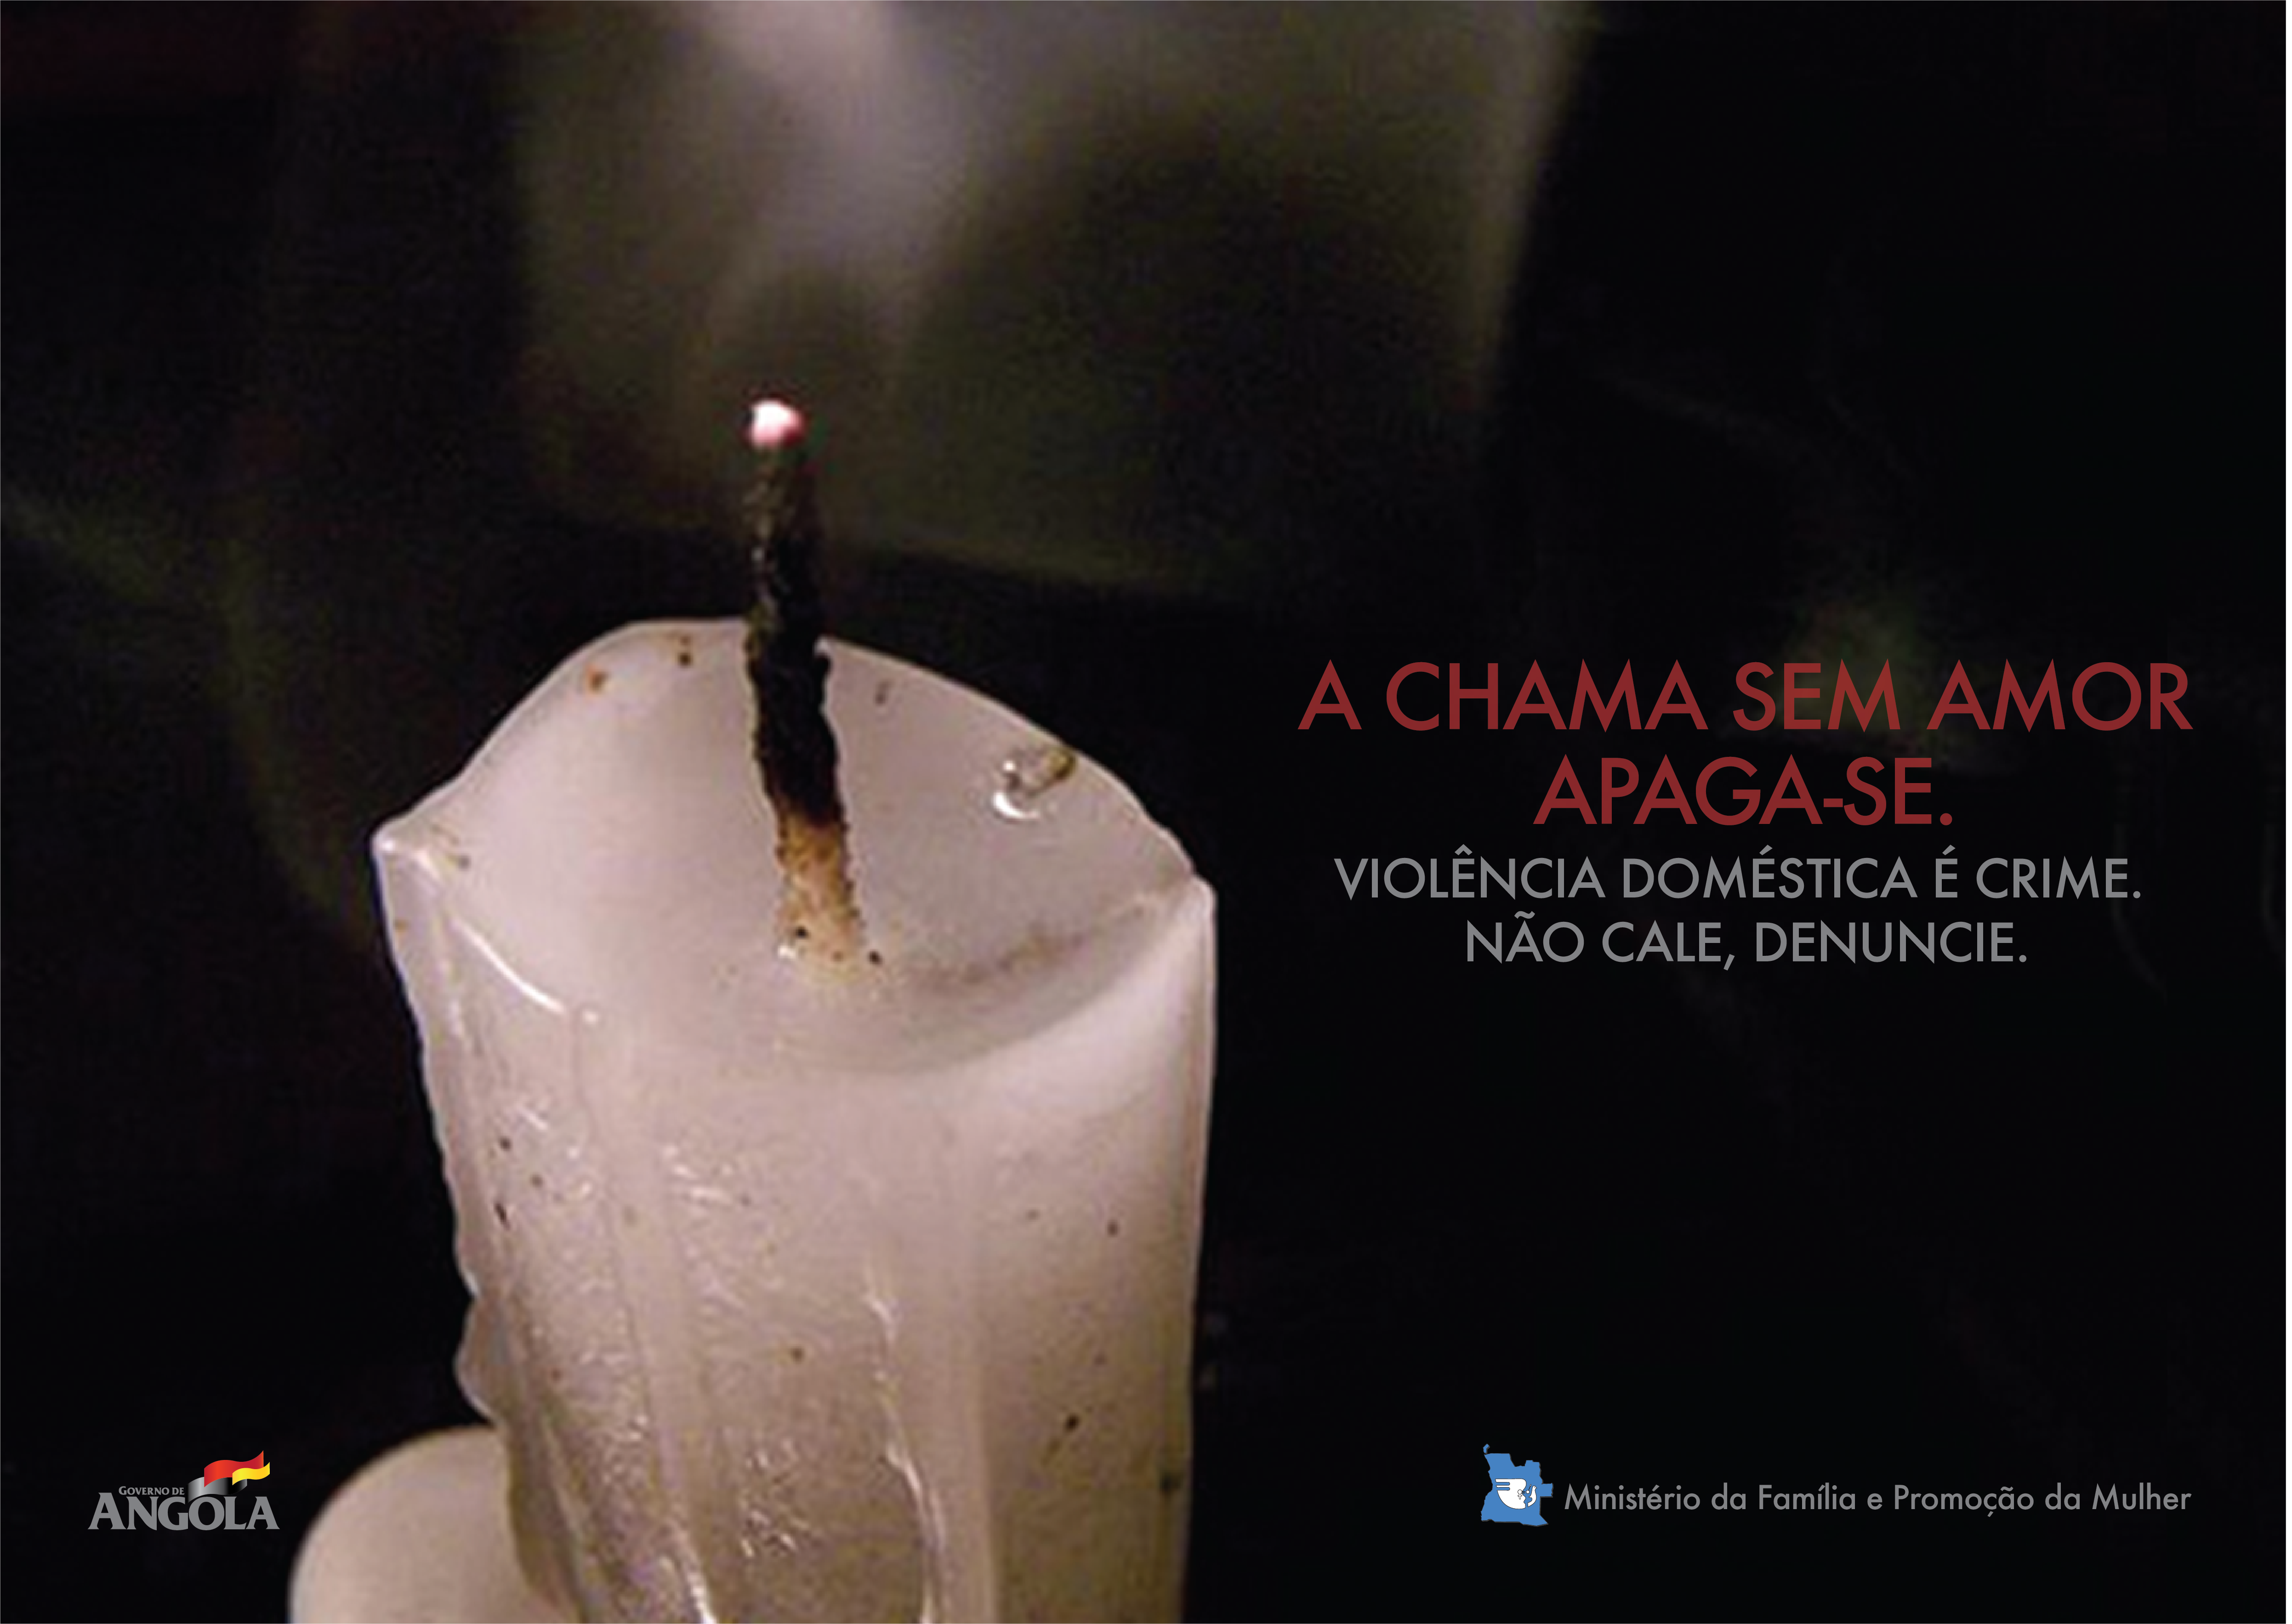 A CHAMA SEM AMOR
APAGA-SE.
VIOLÊNCIA DOMÉSTICA É CRIME.
NÃO CALE, DENUNCIE.
GOVERNO DE
ANGOLA
Ministério da Família e Promoção da Mulher